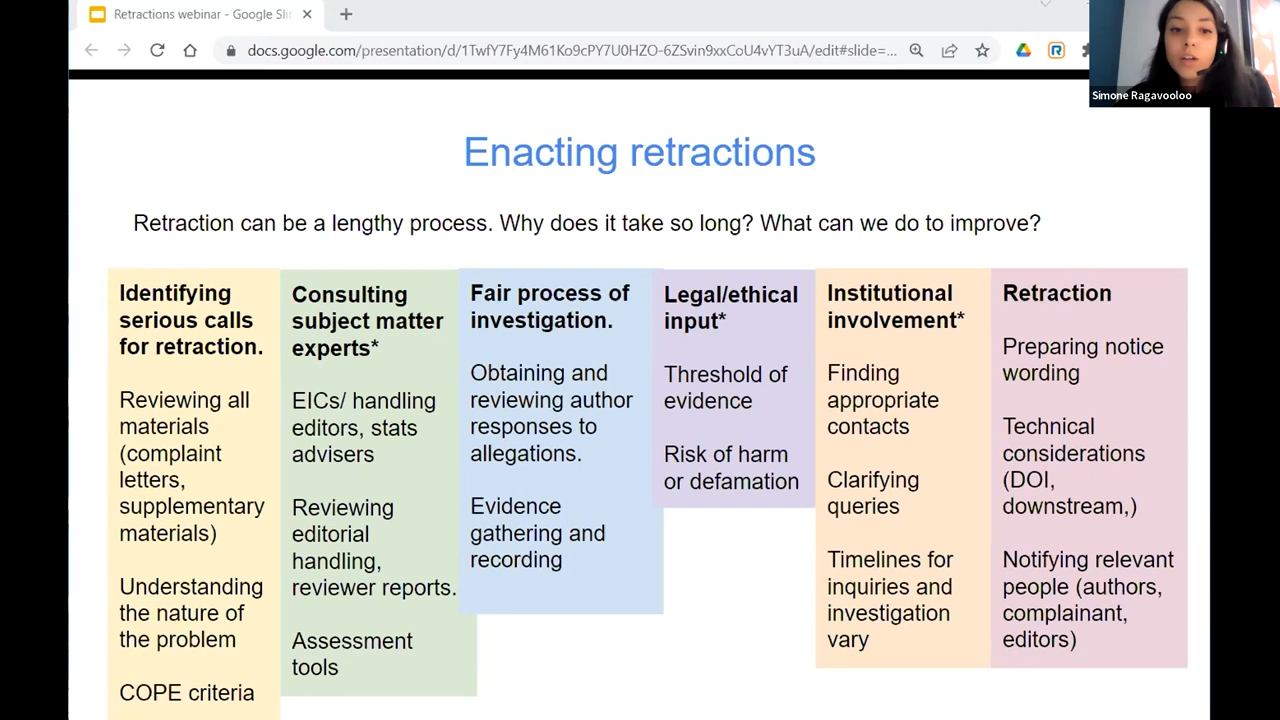 Retractions webinar - Google Sli
docs.google.com/presentation/d/1TwfY7Fy4M61Ko9cPY7U0HZO-6ZSvin9xxCoU4vYT3uA/edit#slide=...
Simone Ragavooloo
Enacting retractions
Retraction can be a lengthy process. Why does it take so long? What can we do to improve?
Identifying
serious calls
for retraction.
Reviewing all
materials
(complaint
letters,
supplementary
materials)
Understanding
the nature of
the problem
COPE criteria
Consulting
subject matter
experts*
EICs/ handling
editors, stats
advisers
Reviewing
editorial
handling,
reviewer reports.
Assessment
tools
Fair process of
investigation.
Obtaining and
reviewing author
responses to
allegations.
Evidence
gathering and
recording
Legal/ethical
input*
Threshold of
evidence
Risk of harm
or defamation
Institutional
involvement*
Finding
appropriate
contacts
Clarifying
queries
Timelines for
inquiries and
investigation
vary
Retraction
Preparing notice
wording
Technical
considerations
(DOI,
downstream,)
Notifying relevant
people (authors,
complainant,
editors)